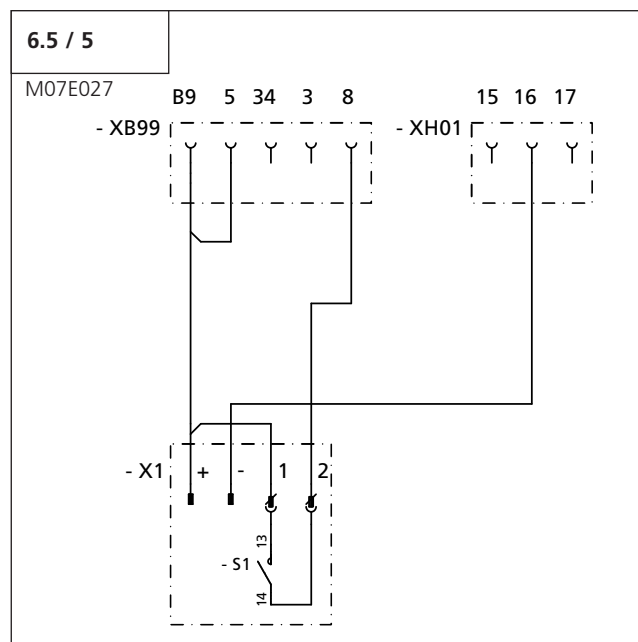 6.5 / 5
M07E027
B9 5 34 3 8
15 16 17
- XB99
- XH01
- X1 + - 1 2
13
- S1
14